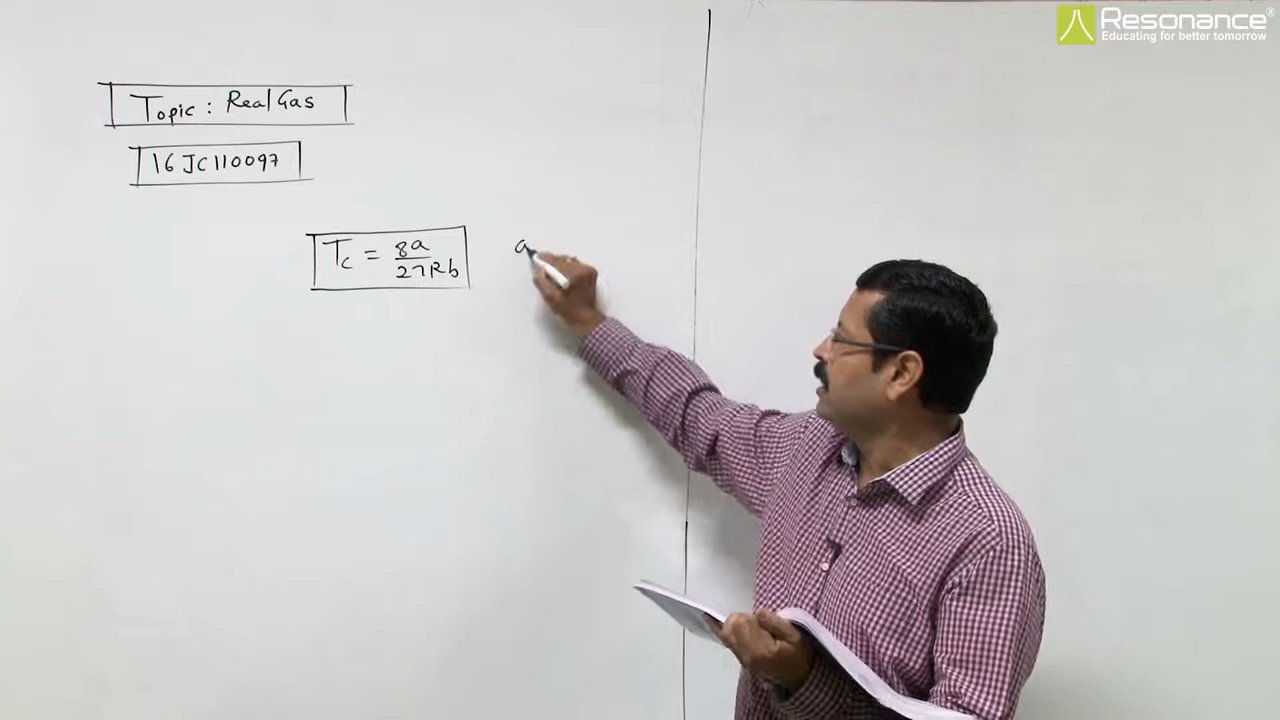 Resonance®
Educating for better tomorrow
Topic : Real Gas
16JC110097
Tc = 8a/27Rb
a